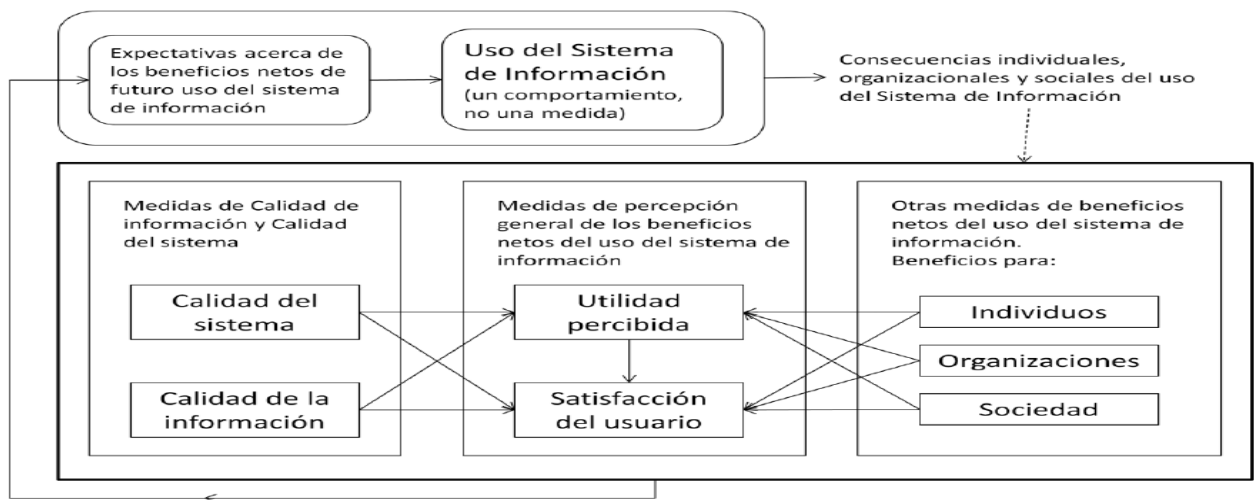 Expectativas acerca de
los beneficios netos de
futuro uso del sistema
de información
Uso del Sistema
de Información
(un comportamiento,
no una medida)
Consecuencias individuales,
organizacionales y sociales del uso
del Sistema de Información
Medidas de Calidad de
información y Calidad
del sistema
Calidad del
sistema
Calidad de la
información
Medidas de percepción
general de los beneficios
netos del uso del sistema de
información
Utilidad
percibida
Satisfacción
del usuario
Otras medidas de beneficios
netos del uso del sistema de
información.
Beneficios para:
Individuos
Organizaciones
Sociedad